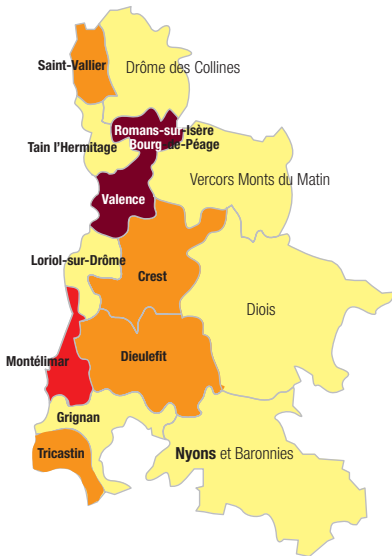 Saint-Vallier
Drôme des Collines
Romans-sur-Isère
Bourg-de-Péage
Tain l'Hermitage
Vercors Monts du Matin
Valence
Loriol-sur-Drôme
Crest
Diois
Montélimar
Dieulefit
Grignan
Tricastin
Nyons et Baronnies